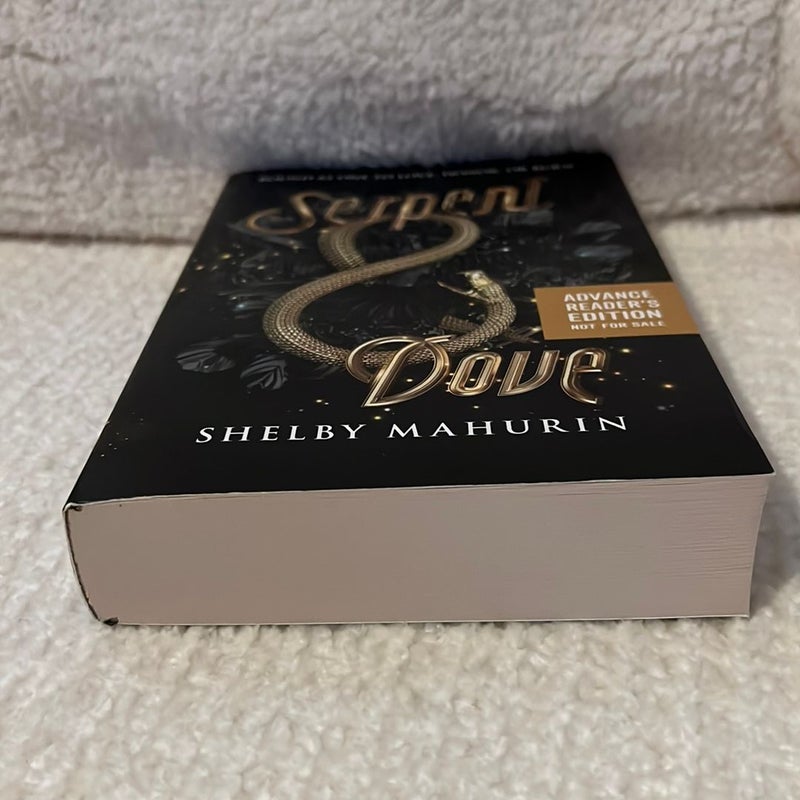 Serpent
&
Dove
ADVANCE
READER'S
EDITION
NOT FOR SALE
SHELBY MAHURIN